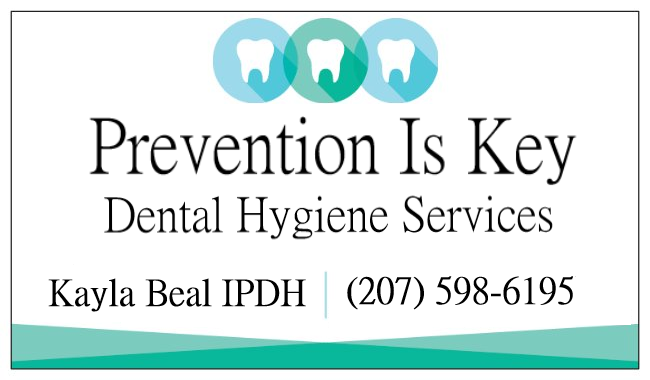 Prevention Is Key
Dental Hygiene Services
Kayla Beal IPDH | (207) 598-6195